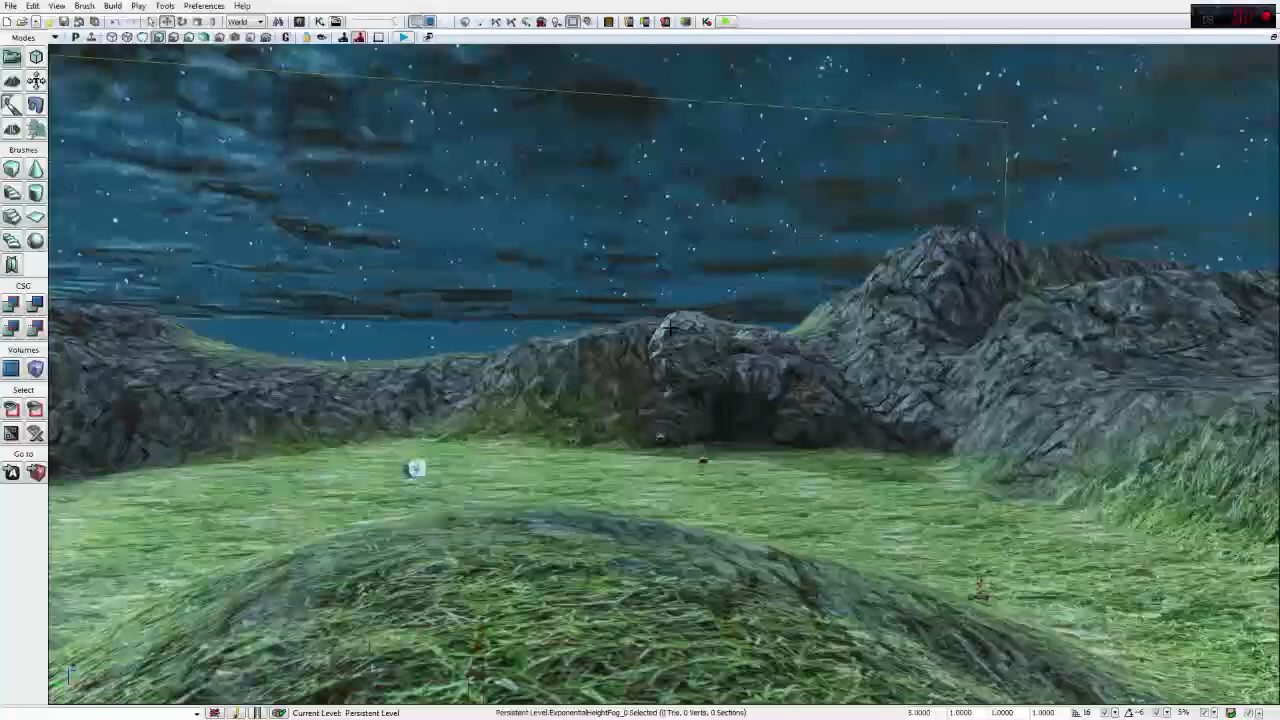 File Edit View Brush Build Play Tools Preferences Help
World
Modes
P
G
Brushes
CSG
Volumes
Select
Go to
Current Level: Persistent Level
Persistent Level.ExponentialHeightFog_0 Selected (0 Tris, 0 Verts, 0 Sections)
5.0000 1.0000 1.0000 1.0000
16
5%